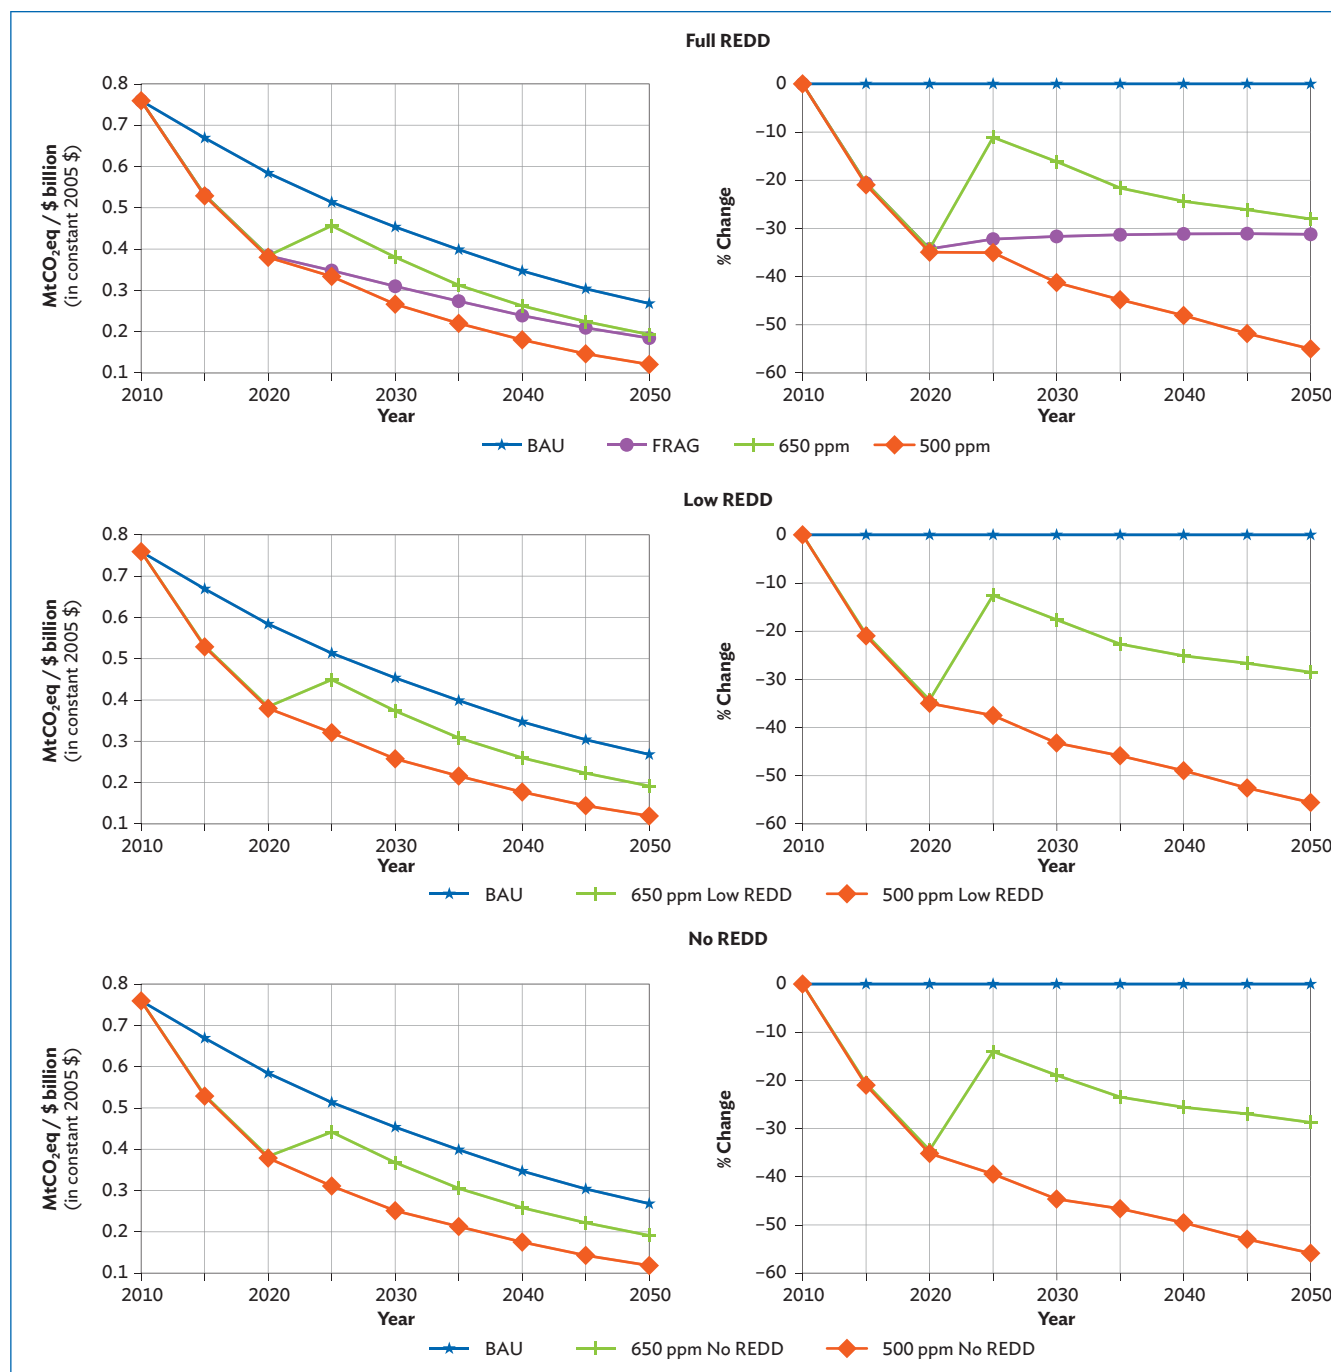 Full REDD
MtCO₂eq / $ billion
(in constant 2005 $)
0.8
0.7
0.6
0.5
0.4
0.3
0.2
0.1
2010 2020 2030 2040 2050
Year
% Change
0
–10
–20
–30
–40
–50
–60
2010 2020 2030 2040 2050
Year
BAU FRAG 650 ppm 500 ppm
Low REDD
MtCO₂eq / $ billion
(in constant 2005 $)
0.8
0.7
0.6
0.5
0.4
0.3
0.2
0.1
2010 2020 2030 2040 2050
Year
% Change
0
–10
–20
–30
–40
–50
–60
2010 2020 2030 2040 2050
Year
BAU 650 ppm Low REDD 500 ppm Low REDD
No REDD
MtCO₂eq / $ billion
(in constant 2005 $)
0.8
0.7
0.6
0.5
0.4
0.3
0.2
0.1
2010 2020 2030 2040 2050
Year
% Change
0
–10
–20
–30
–40
–50
–60
2010 2020 2030 2040 2050
Year
BAU 650 ppm No REDD 500 ppm No REDD